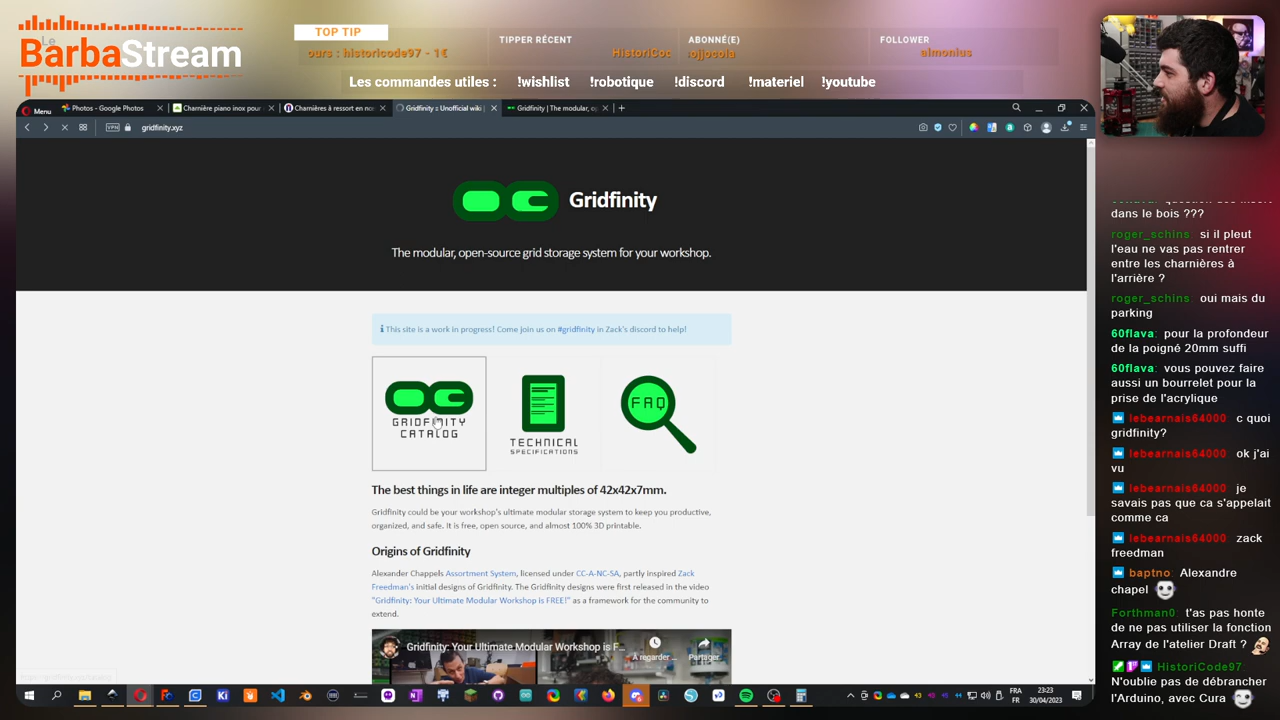 Le
BarbaStream
TOP TIP
ours : historicode97 - 1€
TIPPER RÉCENT
HistoriCoc
ABONNÉ(E)
rojjocola
FOLLOWER
almonius
Les commandes utiles : !wishlist !robotique !discord !materiel !youtube
Menu
Photos - Google Photos
Charnière piano inox pour
Charnières à ressort en no
Gridfinity :: Unofficial wiki
Gridfinity | The modular, o
VPN
gridfinity.xyz
Gridfinity
The modular, open-source grid storage system for your workshop.
This site is a work in progress! Come join us on #gridfinity in Zack's discord to help!
GRIDFINITY
CATALOG
TECHNICAL
SPECIFICATIONS
FAQ
The best things in life are integer multiples of 42x42x7mm.
Gridfinity could be your workshop's ultimate modular storage system to keep you productive,
organized, and safe. It is free, open source, and almost 100% 3D printable.
Origins of Gridfinity
Alexander Chappels Assortment System, licensed under CC-A-NC-SA, partly inspired Zack
Freedman's initial designs of Gridfinity. The Gridfinity designs were first released in the video
"Gridfinity: Your Ultimate Modular Workshop is FREE!" as a framework for the community to
extend.
Gridfinity: Your Ultimate Modular Workshop is F...
A regarder ...
Partager
dans le bois ???
roger_schins: si il pleut
l'eau ne vas pas rentrer
entre les charnières à
l'arrière ?
roger_schins: oui mais du
parking
60flava: pour la profondeur
de la poigné 20mm suffi
60flava: vous pouvez faire
aussi un bourrelet pour la
prise de l'acrylique
lebearnais64000: c quoi
gridfinity?
lebearnais64000: ok j'ai
vu
lebearnais64000: je
savais pas que ca s'appelait
comme ca
lebearnais64000: zack
freedman
baptno: Alexandre
chapel
Forthman0: t'as pas honte
de ne pas utiliser la fonction
Array de l'atelier Draft ?
HistoriCode97:
N'oublie pas de débrancher
l'Arduino, avec Cura
Ki
FRA
FR
23:23
30/04/2023